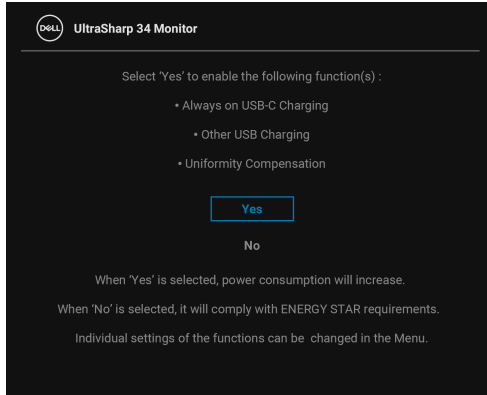 DELL UltraSharp 34 Monitor
Select 'Yes' to enable the following function(s) :
• Always on USB-C Charging
• Other USB Charging
• Uniformity Compensation
Yes
No
When 'Yes' is selected, power consumption will increase.
When 'No' is selected, it will comply with ENERGY STAR requirements.
Individual settings of the functions can be changed in the Menu.